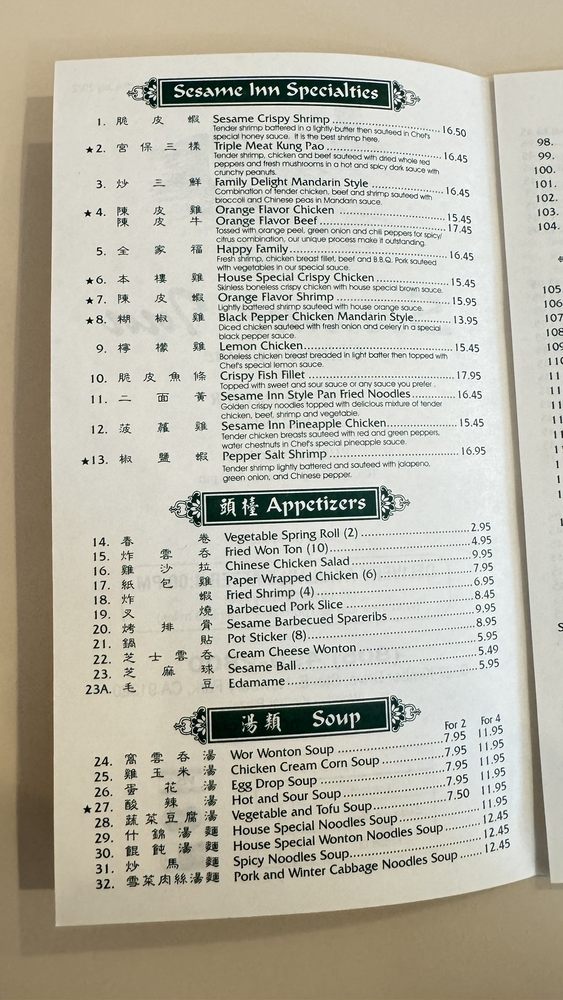 Sesame Inn Specialties
1. 脆皮蝦 Sesame Crispy Shrimp 16.50
Tender shrimp battered in a lightly-butter then sauteed in Chef's
special honey sauce. It is the best shrimp here.
★2. 宮保三樣 Triple Meat Kung Pao 16.45
Tender shrimp, chicken and beef sauteed with dried whole red
peppers and fresh mushrooms in a hot and spicy dark sauce with
crunchy peanuts.
3. 炒三鮮 Family Delight Mandarin Style 16.45
Combination of tender chicken, beef and shrimp sauteed with
broccoli and Chinese peas in Mandarin sauce.
★4. 陳皮雞 Orange Flavor Chicken 15.45
陳皮牛 Orange Flavor Beef 17.45
Tossed with orange peel, green onion and chili peppers for spicy/
citrus combination, our unique process make it outstanding.
5. 全家福 Happy Family 16.45
Fresh shrimp, chicken breast fillet, beef and B.B.Q. Pork sauteed
with vegetables in our special sauce.
★6. 本樓雞 House Special Crispy Chicken 15.45
Skinless boneless crispy chicken with house special brown sauce.
★7. 陳皮蝦 Orange Flavor Shrimp 15.95
Lightly battered shrimp sauteed with house orange sauce.
★8. 糊椒雞 Black Pepper Chicken Mandarin Style 13.95
Diced chicken sauteed with fresh onion and celery in a special
black pepper sauce.
9. 檸檬雞 Lemon Chicken 15.45
Boneless chicken breast breaded in light batter then topped with
Chef's special lemon sauce.
10. 脆皮魚條 Crispy Fish Fillet 17.95
Topped with sweet and sour sauce or any sauce you prefer.
11. 二面黃 Sesame Inn Style Pan Fried Noodles 16.45
Golden crispy noodles topped with delicious mixture of tender
chicken, beef, shrimp and vegetable.
12. 菠蘿雞 Sesame Inn Pineapple Chicken 15.45
Tender chicken breasts sauteed with red and green peppers,
water chestnuts in Chef's special pineapple sauce.
★13. 椒鹽蝦 Pepper Salt Shrimp 16.95
Tender shrimp lightly battered and sauteed with jalapeno,
green onion, and Chinese pepper.
頭檯 Appetizers
14. 春卷 Vegetable Spring Roll (2) 2.95
15. 炸雲吞 Fried Won Ton (10) 4.95
16. 雞沙拉 Chinese Chicken Salad 9.95
17. 紙包雞 Paper Wrapped Chicken (6) 7.95
18. 炸蝦 Fried Shrimp (4) 6.95
19. 叉燒 Barbecued Pork Slice 8.45
20. 烤排骨 Sesame Barbecued Spareribs 9.95
21. 鍋貼 Pot Sticker (8) 8.95
22. 芝士雲吞 Cream Cheese Wonton 5.95
23. 芝麻球 Sesame Ball 5.49
23A. 毛豆 Edamame 5.95
湯類 Soup
For 2 For 4
24. 窩雲吞湯 Wor Wonton Soup 7.95 11.95
25. 雞玉米湯 Chicken Cream Corn Soup 7.95 11.95
26. 蛋花湯 Egg Drop Soup 7.95 11.95
★27. 酸辣湯 Hot and Sour Soup 7.95 11.95
28. 蔬菜豆腐湯 Vegetable and Tofu Soup 7.50 11.95
29. 什錦湯麵 House Special Noodles Soup 11.95
30. 餛飩湯麵 House Special Wonton Noodles Soup 12.45
31. 炒馬麵 Spicy Noodles Soup 12.45
32. 雪菜肉絲湯麵 Pork and Winter Cabbage Noodles Soup 12.45
98.
99.
100.
101.
102.
103.
104.
105
106
107
108
109